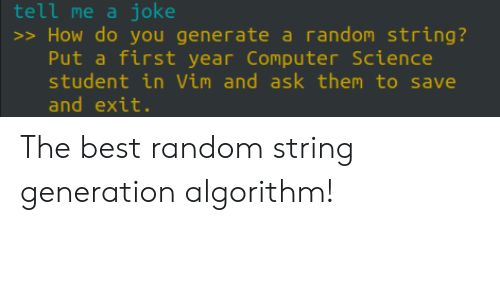 tell me a joke
>> How do you generate a random string?
Put a first year Computer Science
student in Vim and ask them to save
and exit.
The best random string
generation algorithm!